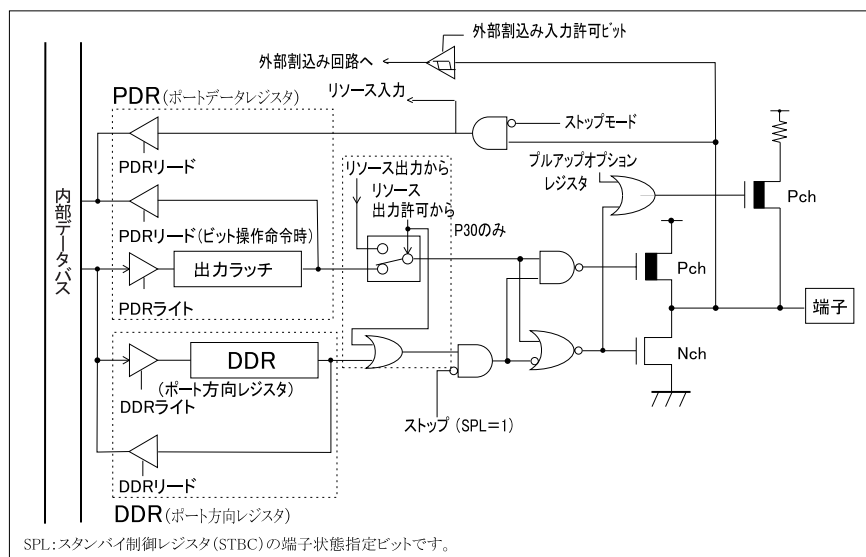 外部割込み入力許可ビット
外部割込み回路へ
リソース入力
PDR(ポートデータレジスタ)
ストップモード
PDRリード
プルアップオプション
レジスタ
Pch
内部データバス
リソース出力から
リソース
出力許可から
P30のみ
PDRリード(ビット操作命令時)
Pch
出力ラッチ
PDRライト
端子
DDR
(ポート方向レジスタ)
Nch
DDRライト
ストップ(SPL=1)
DDRリード
DDR(ポート方向レジスタ)
SPL:スタンバイ制御レジスタ(STBC)の端子状態指定ビットです。